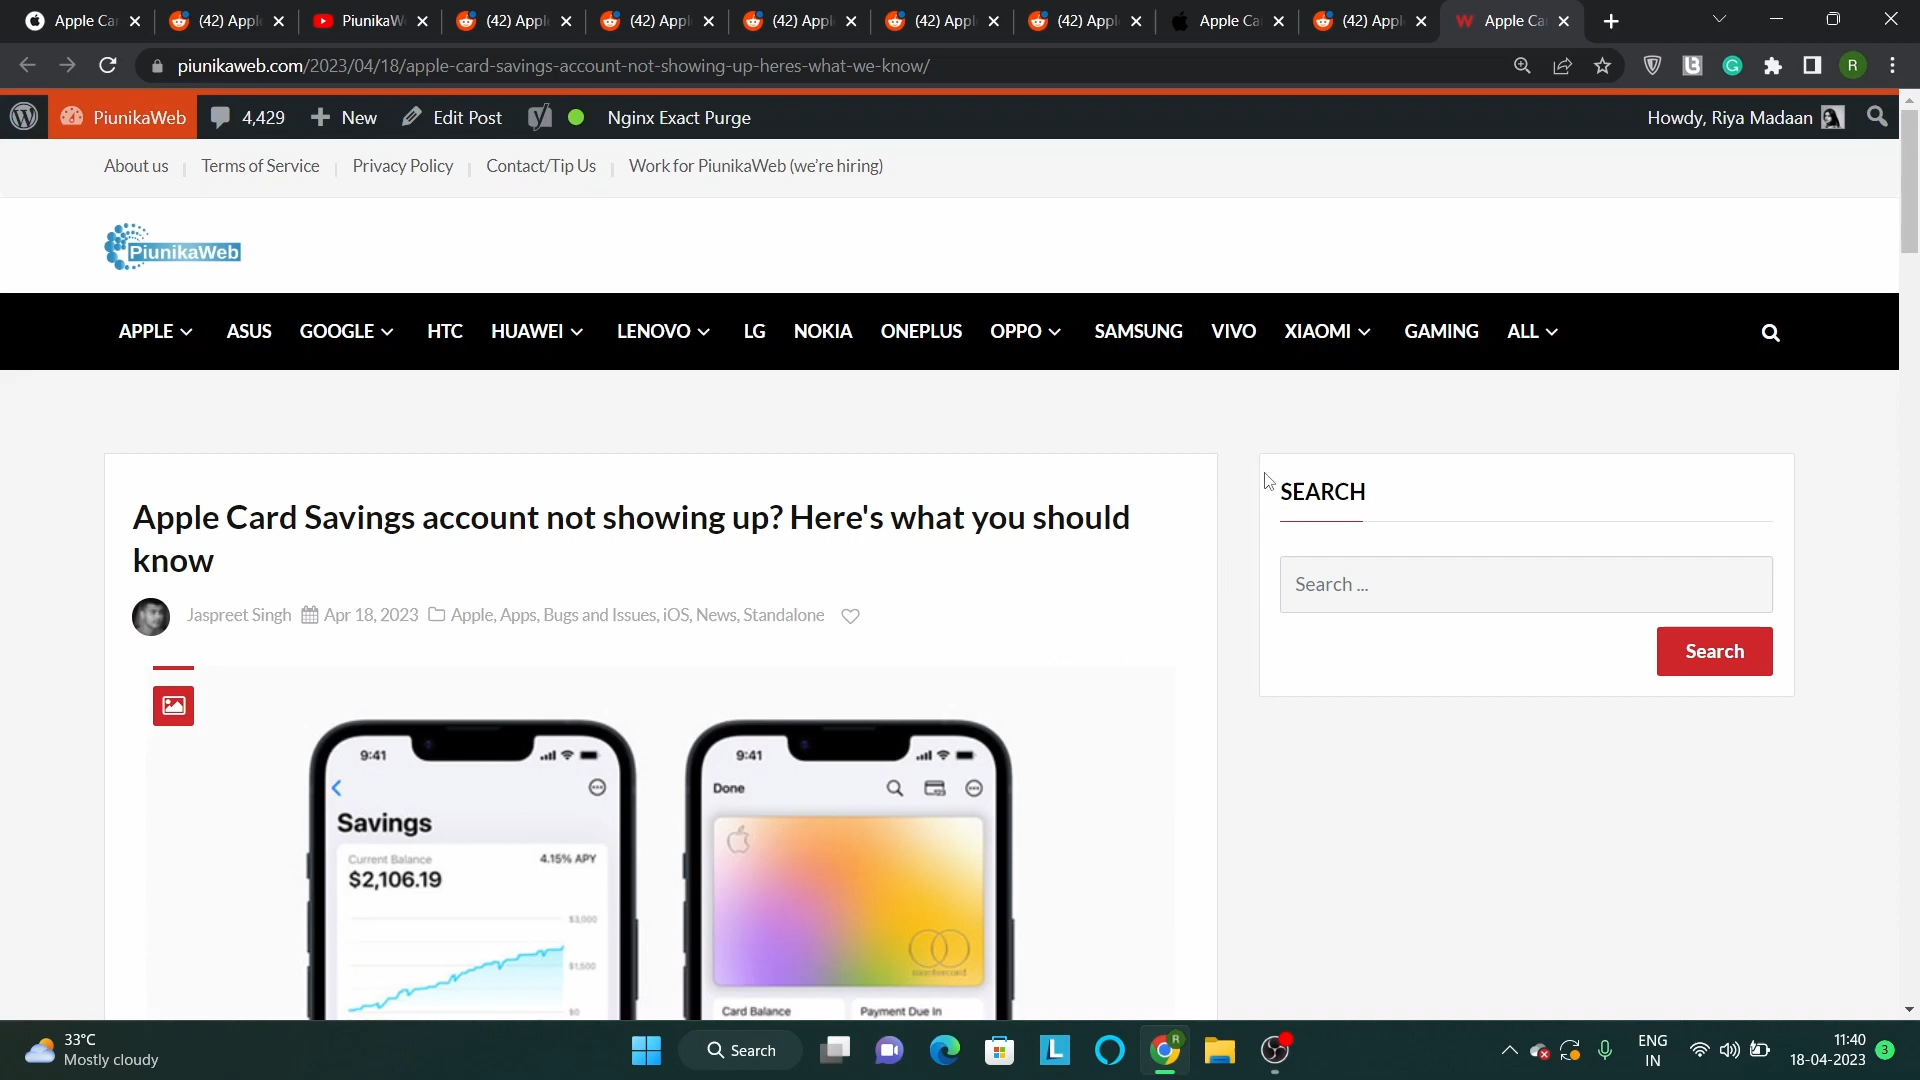 Apple Ca
(42) Appl
PiunikaW
(42) Appl
(42) Appl
(42) Appl
(42) Appl
(42) Appl
Apple Ca
(42) Appl
Apple Ca
piunikaweb.com/2023/04/18/apple-card-savings-account-not-showing-up-heres-what-we-know/
R
PiunikaWeb
4,429
New
Edit Post
Nginx Exact Purge
Howdy, Riya Madaan
About us
Terms of Service
Privacy Policy
Contact/Tip Us
Work for PiunikaWeb (we’re hiring)
PiunikaWeb
APPLE
ASUS
GOOGLE
HTC
HUAWEI
LENOVO
LG
NOKIA
ONEPLUS
OPPO
SAMSUNG
VIVO
XIAOMI
GAMING
ALL
Apple Card Savings account not showing up? Here's what you should
know
Jaspreet Singh
Apr 18, 2023
Apple, Apps, Bugs and Issues, iOS, News, Standalone
SEARCH
Search ...
Search
9:41
Savings
Current Balance
4.15% APY
$2,106.19
$3,000
$1,500
$0
9:41
Done
mastercard
Card Balance
Payment Due In
33°C
Mostly cloudy
Search
L
R
ENG
IN
11:40
18-04-2023
3